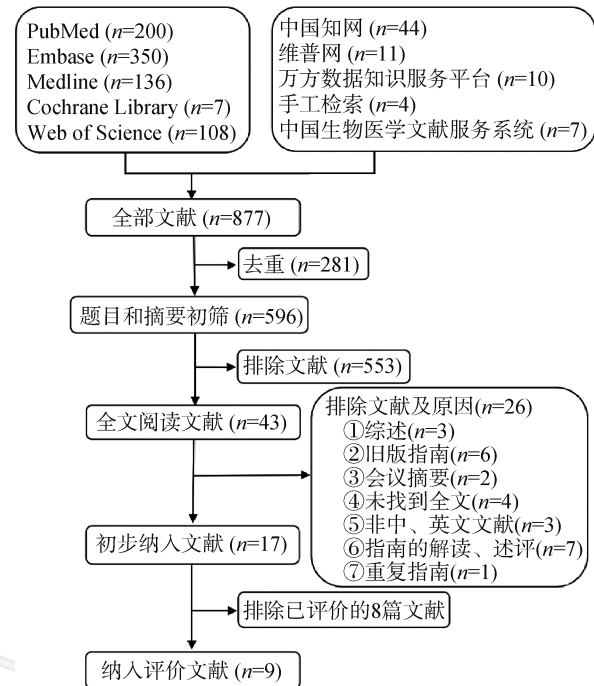 PubMed (n=200)
Embase (n=350)
Medline (n=136)
Cochrane Library (n=7)
Web of Science (n=108)
中国知网 (n=44)
维普网 (n=11)
万方数据知识服务平台 (n=10)
手工检索 (n=4)
中国生物医学文献服务系统 (n=7)
全部文献 (n=877)
去重 (n=281)
题目和摘要初筛 (n=596)
排除文献 (n=553)
全文阅读文献 (n=43)
排除文献及原因(n=26)
①综述(n=3)
②旧版指南(n=6)
③会议摘要(n=2)
④未找到全文(n=4)
⑤非中、英文文献(n=3)
⑥指南的解读、述评(n=7)
⑦重复指南(n=1)
初步纳入文献 (n=17)
排除已评价的8篇文献
纳入评价文献 (n=9)